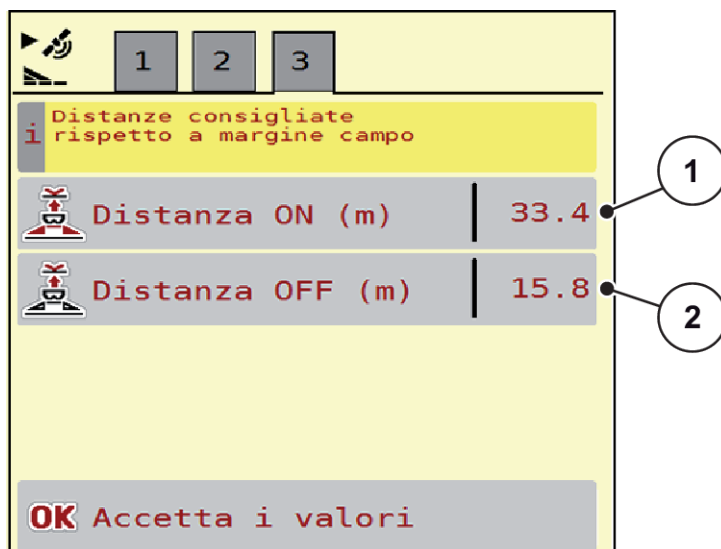 1 2 3
i Distanze consigliate
rispetto a margine campo
Distanza ON (m) 33.4
1
Distanza OFF (m) 15.8
2
OK Accetta i valori